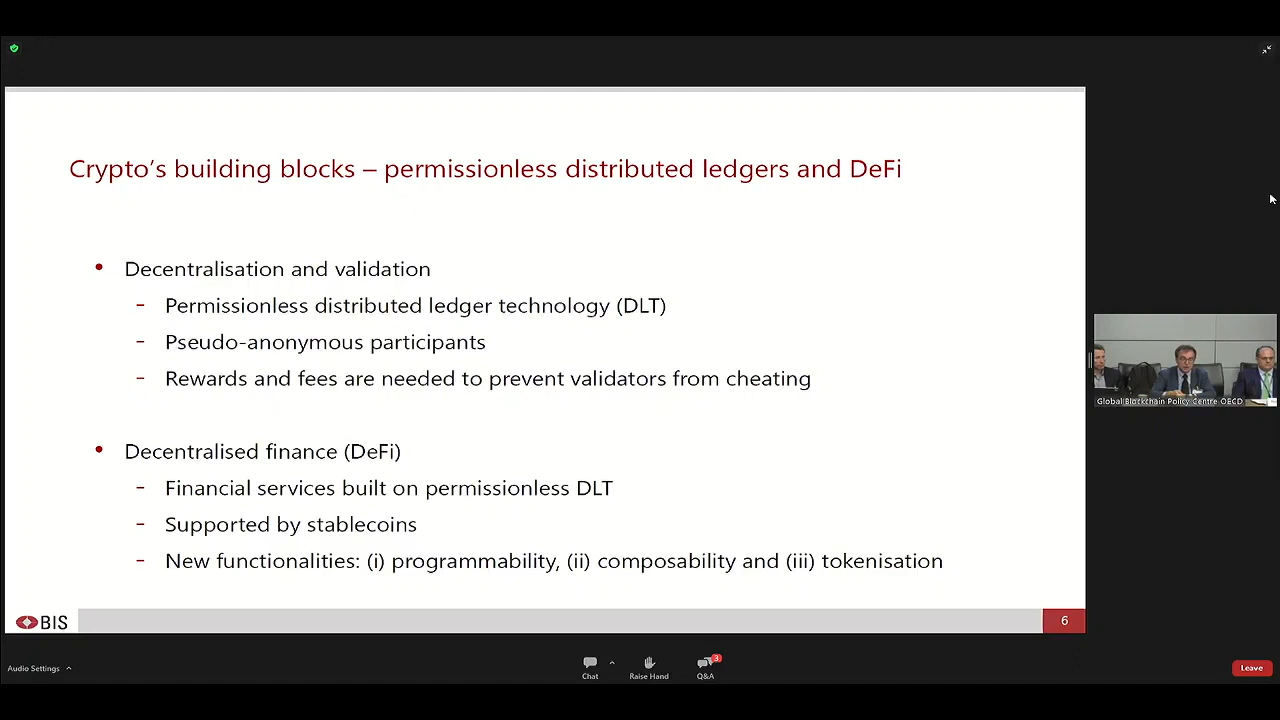 Crypto’s building blocks – permissionless distributed ledgers and DeFi
• Decentralisation and validation
– Permissionless distributed ledger technology (DLT)
– Pseudo-anonymous participants
– Rewards and fees are needed to prevent validators from cheating
• Decentralised finance (DeFi)
– Financial services built on permissionless DLT
– Supported by stablecoins
– New functionalities: (i) programmability, (ii) composability and (iii) tokenisation
BIS
6
Global Blockchain Policy Centre OECD
Audio Settings
Chat
Raise Hand
3
Q&A
Leave